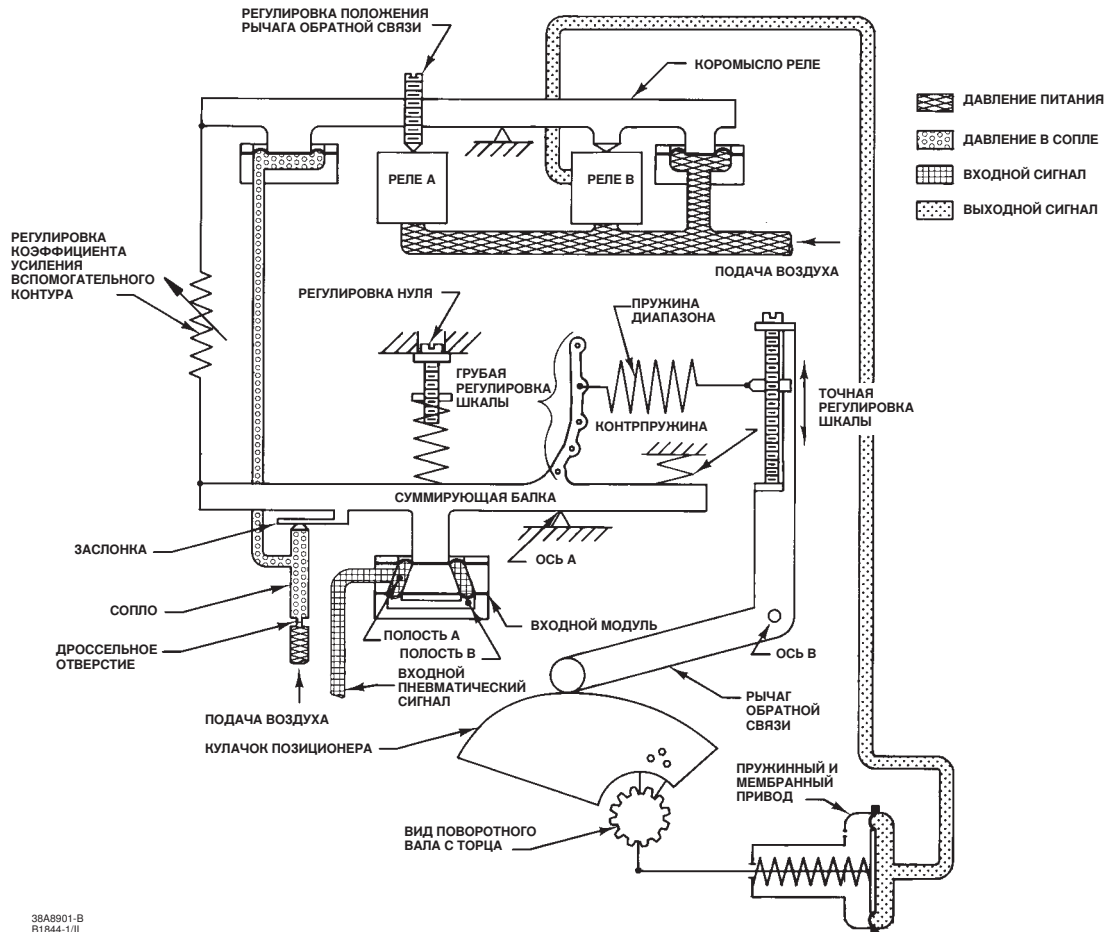 РЕГУЛИРОВКА ПОЛОЖЕНИЯ
РЫЧАГА ОБРАТНОЙ СВЯЗИ
КОРОМЫСЛО РЕЛЕ
ДАВЛЕНИЕ ПИТАНИЯ
ДАВЛЕНИЕ В СОПЛЕ
ВХОДНОЙ СИГНАЛ
ВЫХОДНОЙ СИГНАЛ
РЕЛЕ А
РЕЛЕ В
ПОДАЧА ВОЗДУХА
РЕГУЛИРОВКА
КОЭФФИЦИЕНТА
УСИЛЕНИЯ
ВСПОМОГАТЕЛЬНОГО
КОНТУРА
РЕГУЛИРОВКА НУЛЯ
ПРУЖИНА
ДИАПАЗОНА
ГРУБАЯ
РЕГУЛИРОВКА
ШКАЛЫ
ТОЧНАЯ
РЕГУЛИРОВКА
ШКАЛЫ
КОНТРПРУЖИНА
СУММИРУЮЩАЯ БАЛКА
ЗАСЛОНКА
ОСЬ А
СОПЛО
ВХОДНОЙ МОДУЛЬ
ПОЛОСТЬ А
ПОЛОСТЬ В
ДРОССЕЛЬНОЕ
ОТВЕРСТИЕ
ОСЬ В
ВХОДНОЙ
ПНЕВМАТИЧЕСКИЙ
СИГНАЛ
РЫЧАГ
ОБРАТНОЙ
СВЯЗИ
ПОДАЧА ВОЗДУХА
КУЛАЧОК ПОЗИЦИОНЕРА
ПРУЖИННЫЙ И
МЕМБРАННЫЙ
ПРИВОД
ВИД ПОВОРОТНОГО
ВАЛА С ТОРЦА
38A8901-B
B1844-1/IL